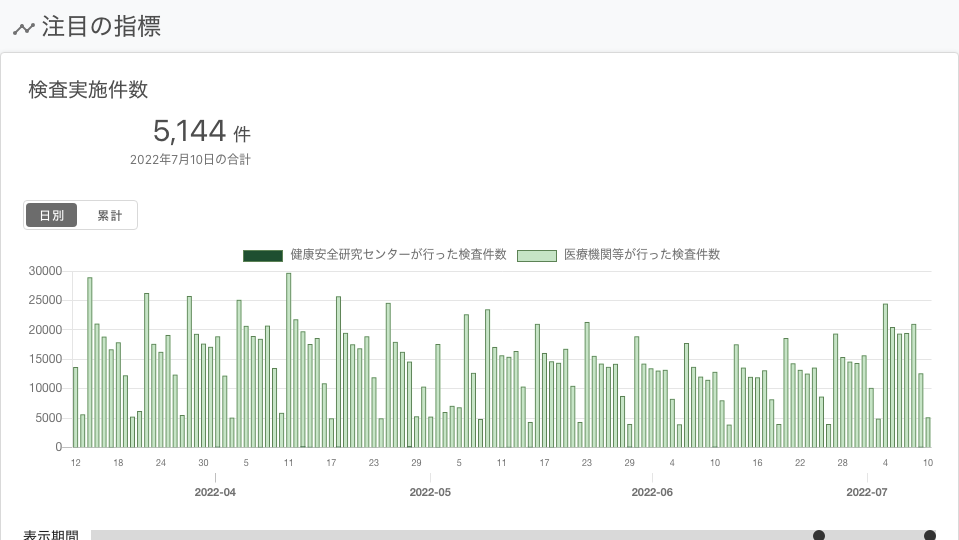 注目の指標
検査実施件数
5,144 件
2022年7月10日の合計
日別 累計
健康安全研究センターが行った検査件数 医療機関等が行った検査件数
30000
25000
20000
15000
10000
5000
0
12 18 24 30 5 11 17 23 29 5 11 17 23 29 4 10 16 22 28 4 10
2022-04 2022-05 2022-06 2022-07
表示期間